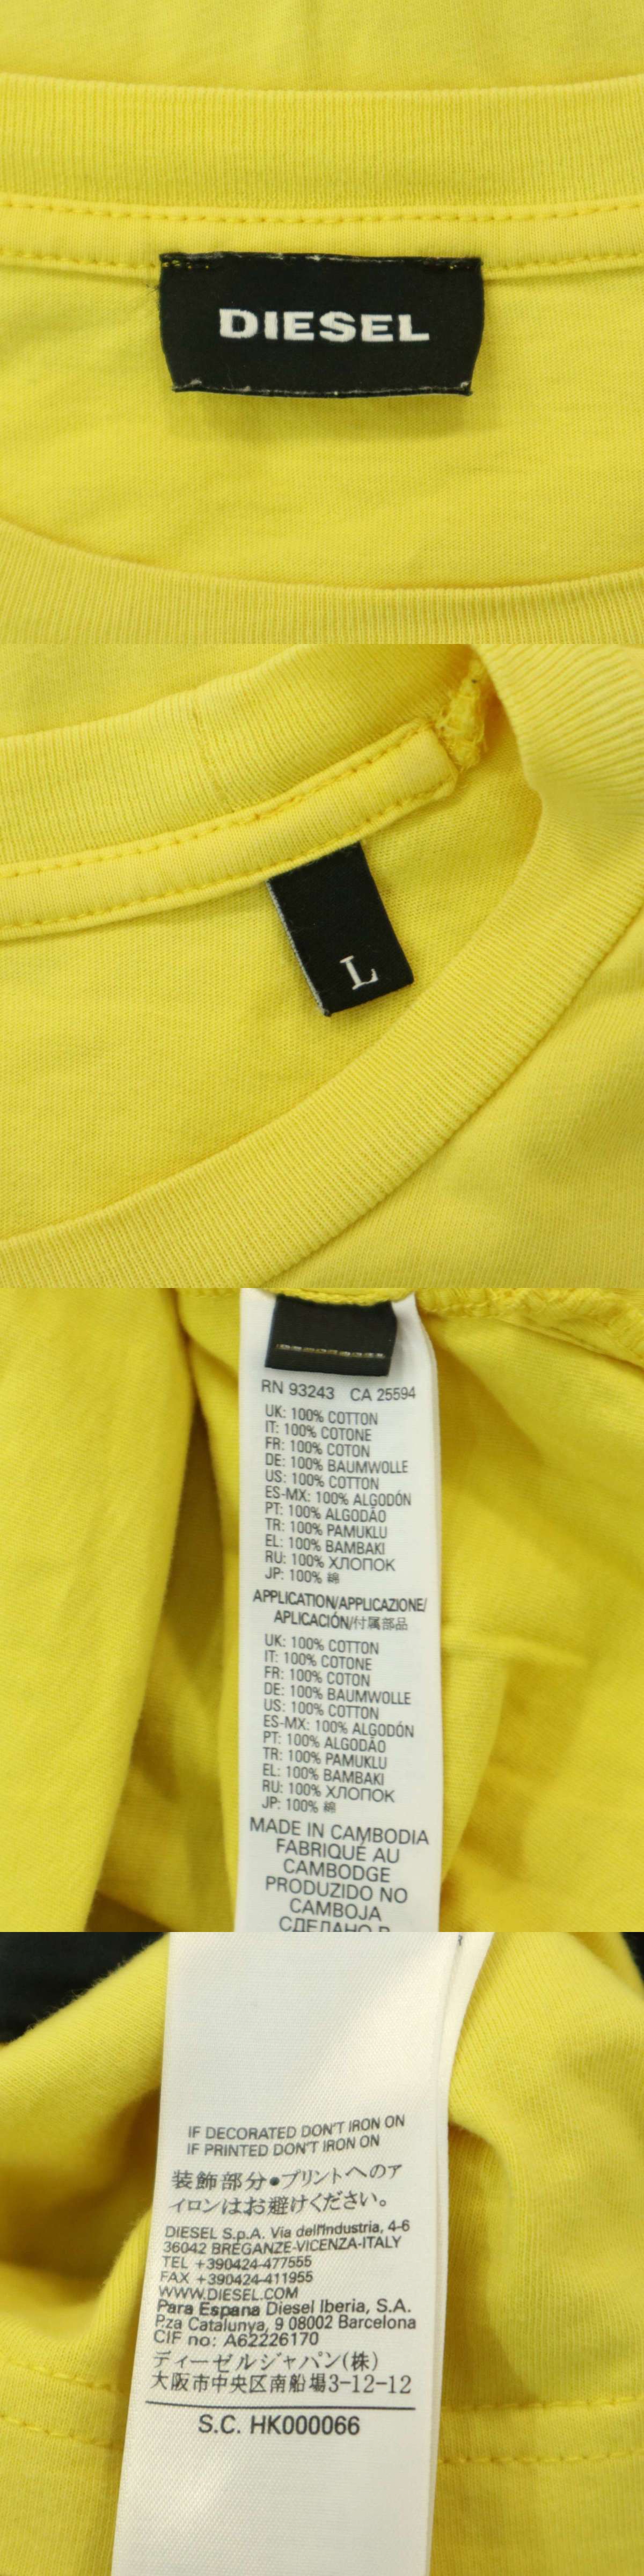 DIESEL
L
RN 93243 CA 25594
UK: 100% COTTON
IT: 100% COTONE
FR: 100% COTON
DE: 100% BAUMWOLLE
US: 100% COTTON
ES-MX: 100% ALGODÓN
PT: 100% ALGODÃO
TR: 100% PAMUKLU
EL: 100% BAMBAKI
RU: 100% ХЛОПОК
JP: 100% 綿
APPLICATION/APPLICAZIONE/
APLICACIÓN/付属部品
UK: 100% COTTON
IT: 100% COTONE
FR: 100% COTON
DE: 100% BAUMWOLLE
US: 100% COTTON
ES-MX: 100% ALGODÓN
PT: 100% ALGODÃO
TR: 100% PAMUKLU
EL: 100% BAMBAKI
RU: 100% ХЛОПОК
JP: 100% 綿
MADE IN CAMBODIA
FABRIQUÉ AU
CAMBODGE
PRODUZIDO NO
CAMBOJA
СДЕЛАНО В
IF DECORATED DON'T IRON ON
IF PRINTED DON'T IRON ON
装飾部分●プリントへのア
イロンはお避けください。
DIESEL S.p.A. Via dell'Industria, 4-6
36042 BREGANZE-VICENZA-ITALY
TEL +390424-477555
FAX +390424-411955
WWW.DIESEL.COM
Para Espana Diesel Iberia, S.A.
P.za Catalunya, 9 08002 Barcelona
CIF no: A62226170
ディーゼルジャパン(株)
大阪市中央区南船場3-12-12
S.C. HK000066